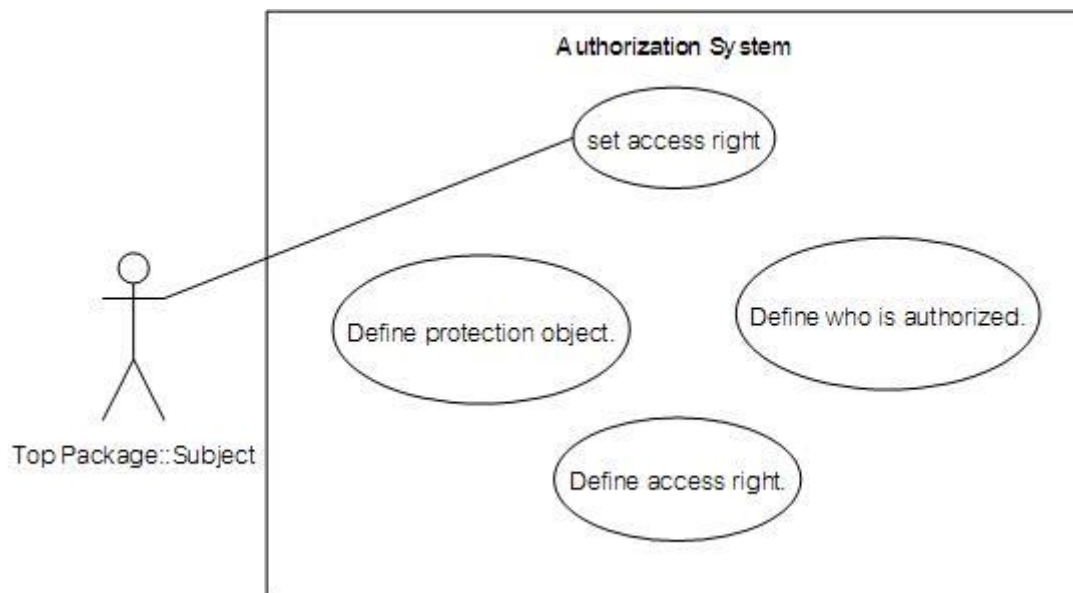 Authorization System
set access right
Define protection object.
Define who is authorized.
Define access right.
Top Package::Subject